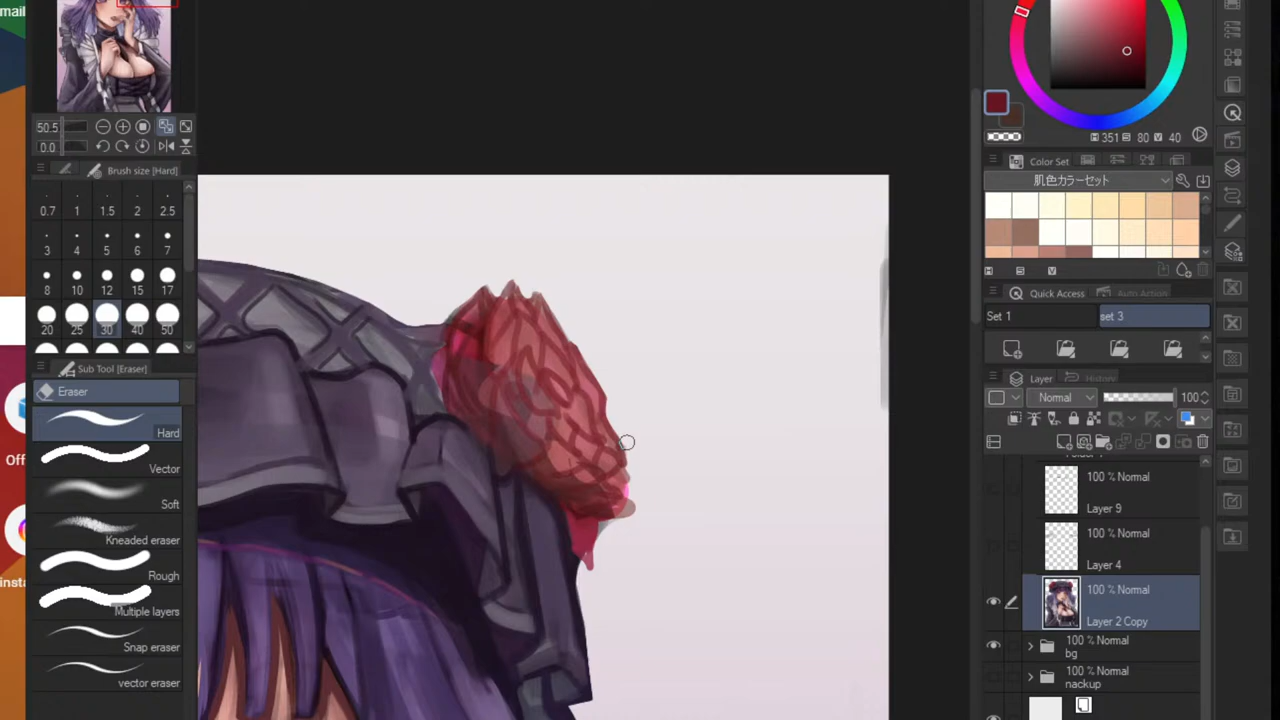 mail
50.5
0.0
Brush size [Hard]
0.7 1 1.5 2 2.5
3 4 5 6 7
8 10 12 15 17
20 25 30 40 50
Sub Tool [Eraser]
Eraser
Hard
Vector
Soft
Kneaded eraser
Rough
Multiple layers
Snap eraser
vector eraser
Off
insta
H 351 S 80 V 40
Color Set
肌色カラーセット
H S V
Quick Access Auto Action
Set 1 set 3
Layer History
Normal 100
100 % Normal
Layer 9
100 % Normal
Layer 4
100 % Normal
Layer 2 Copy
100 % Normal
bg
100 % Normal
nackup